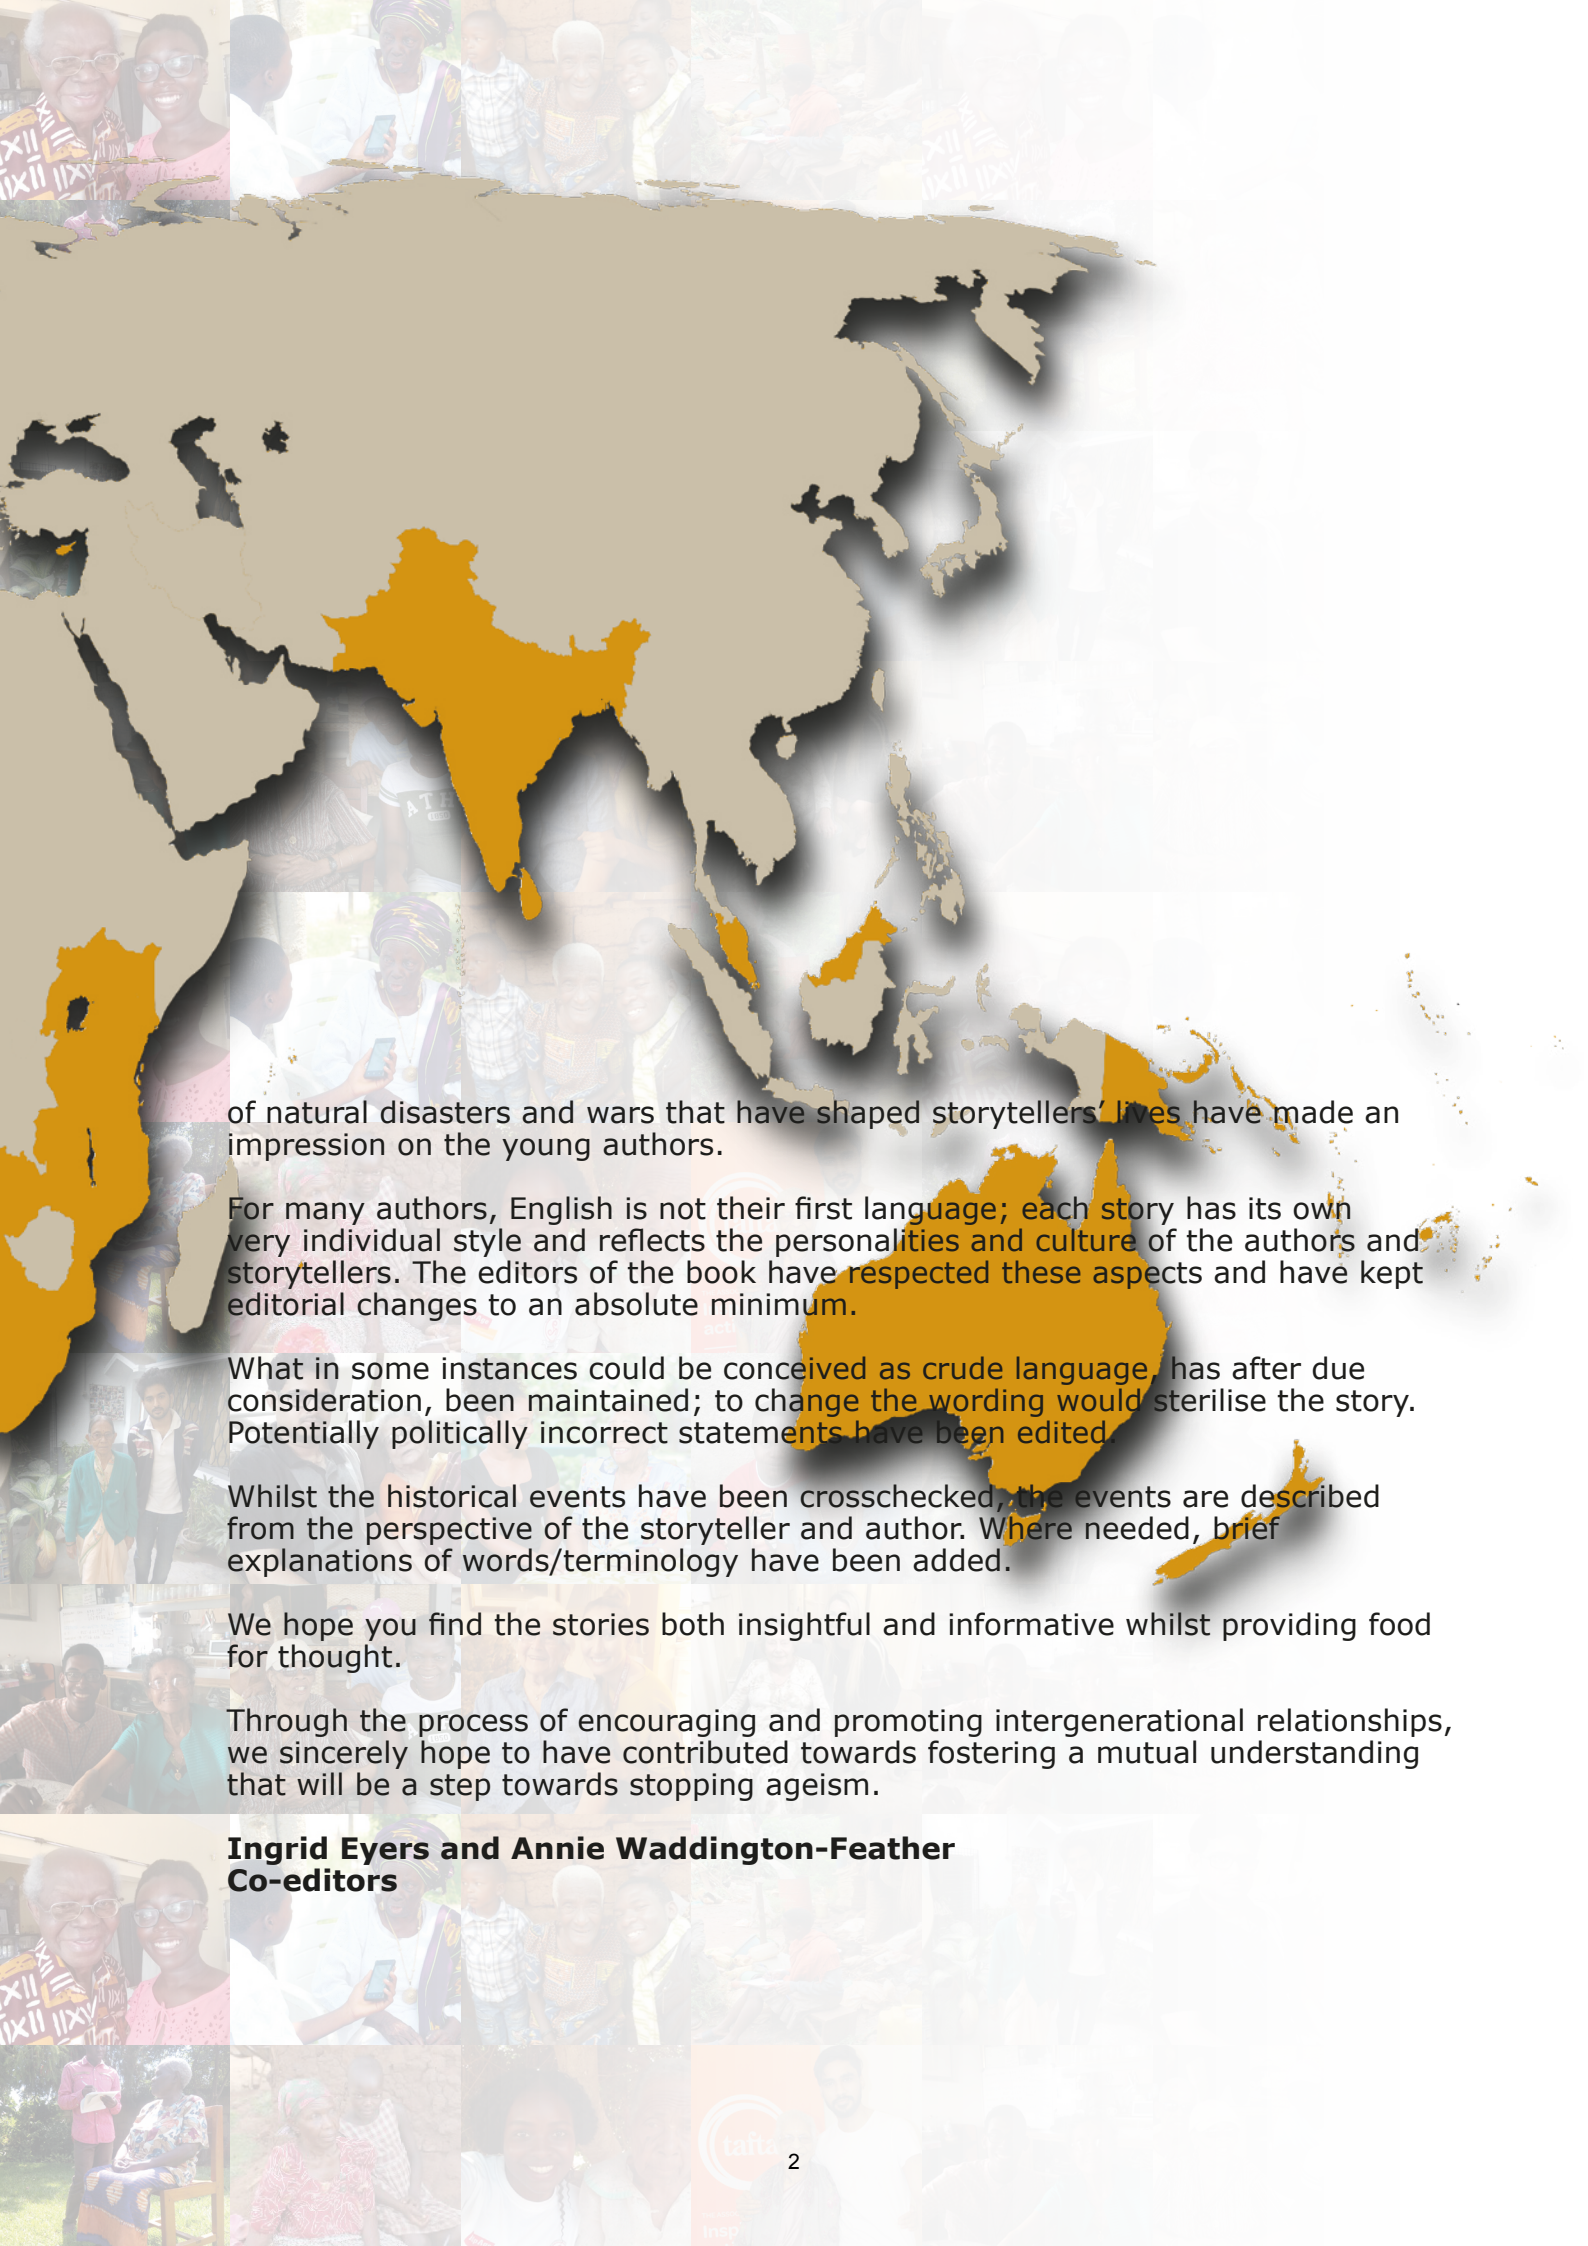 of natural disasters and wars that have shaped storytellers’ lives have made an
impression on the young authors.
For many authors, English is not their first language; each story has its own
very individual style and reflects the personalities and culture of the authors and
storytellers. The editors of the book have respected these aspects and have kept
editorial changes to an absolute minimum.
What in some instances could be conceived as crude language, has after due
consideration, been maintained; to change the wording would sterilise the story.
Potentially politically incorrect statements have been edited.
Whilst the historical events have been crosschecked, the events are described
from the perspective of the storyteller and author. Where needed, brief
explanations of words/terminology have been added.
We hope you find the stories both insightful and informative whilst providing food
for thought.
Through the process of encouraging and promoting intergenerational relationships,
we sincerely hope to have contributed towards fostering a mutual understanding
that will be a step towards stopping ageism.
Ingrid Eyers and Annie Waddington-Feather
Co-editors
2